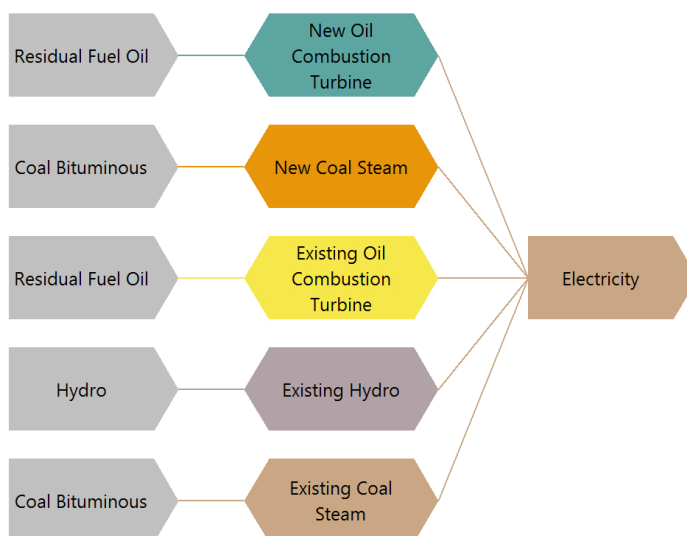 Residual Fuel Oil
New Oil
Combustion
Turbine
Coal Bituminous
New Coal Steam
Residual Fuel Oil
Existing Oil
Combustion
Turbine
Electricity
Hydro
Existing Hydro
Coal Bituminous
Existing Coal
Steam